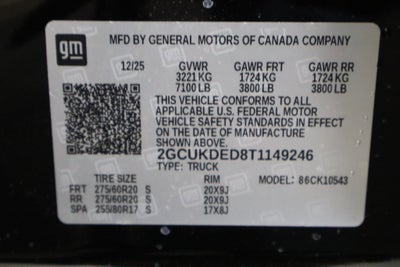 gm
MFD BY GENERAL MOTORS OF CANADA COMPANY
12/25 GVWR GAWR FRT GAWR RR
3221 KG 1724 KG 1724 KG
7100 LB 3800 LB 3800 LB
THIS VEHICLE CONFORMS TO ALL
APPLICABLE U.S. FEDERAL MOTOR
VEHICLE SAFETY STANDARDS IN
EFFECT ON THE DATE OF MANUFACTURE
SHOWN ABOVE.
2GCUKDED8T1149246
TYPE: TRUCK
TIRE SIZE RIM MODEL: 86CK10543
FRT 275/60R20 S 20X9J
RR 275/60R20 S 20X9J
SPA 255/80R17 S 17X8J